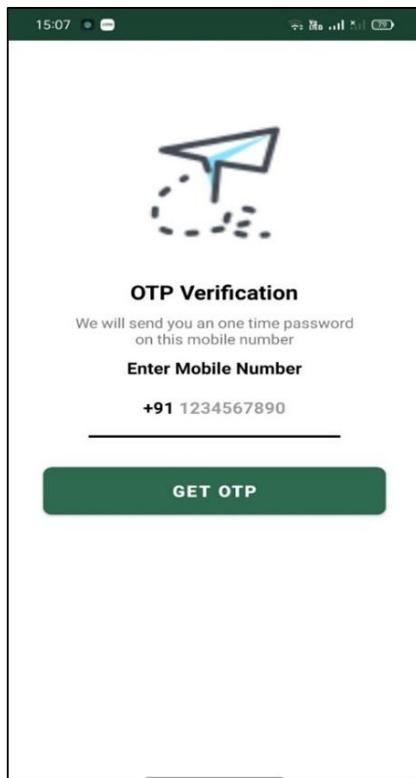 15:07
79
OTP Verification
We will send you an one time password
on this mobile number
Enter Mobile Number
+91 1234567890
GET OTP